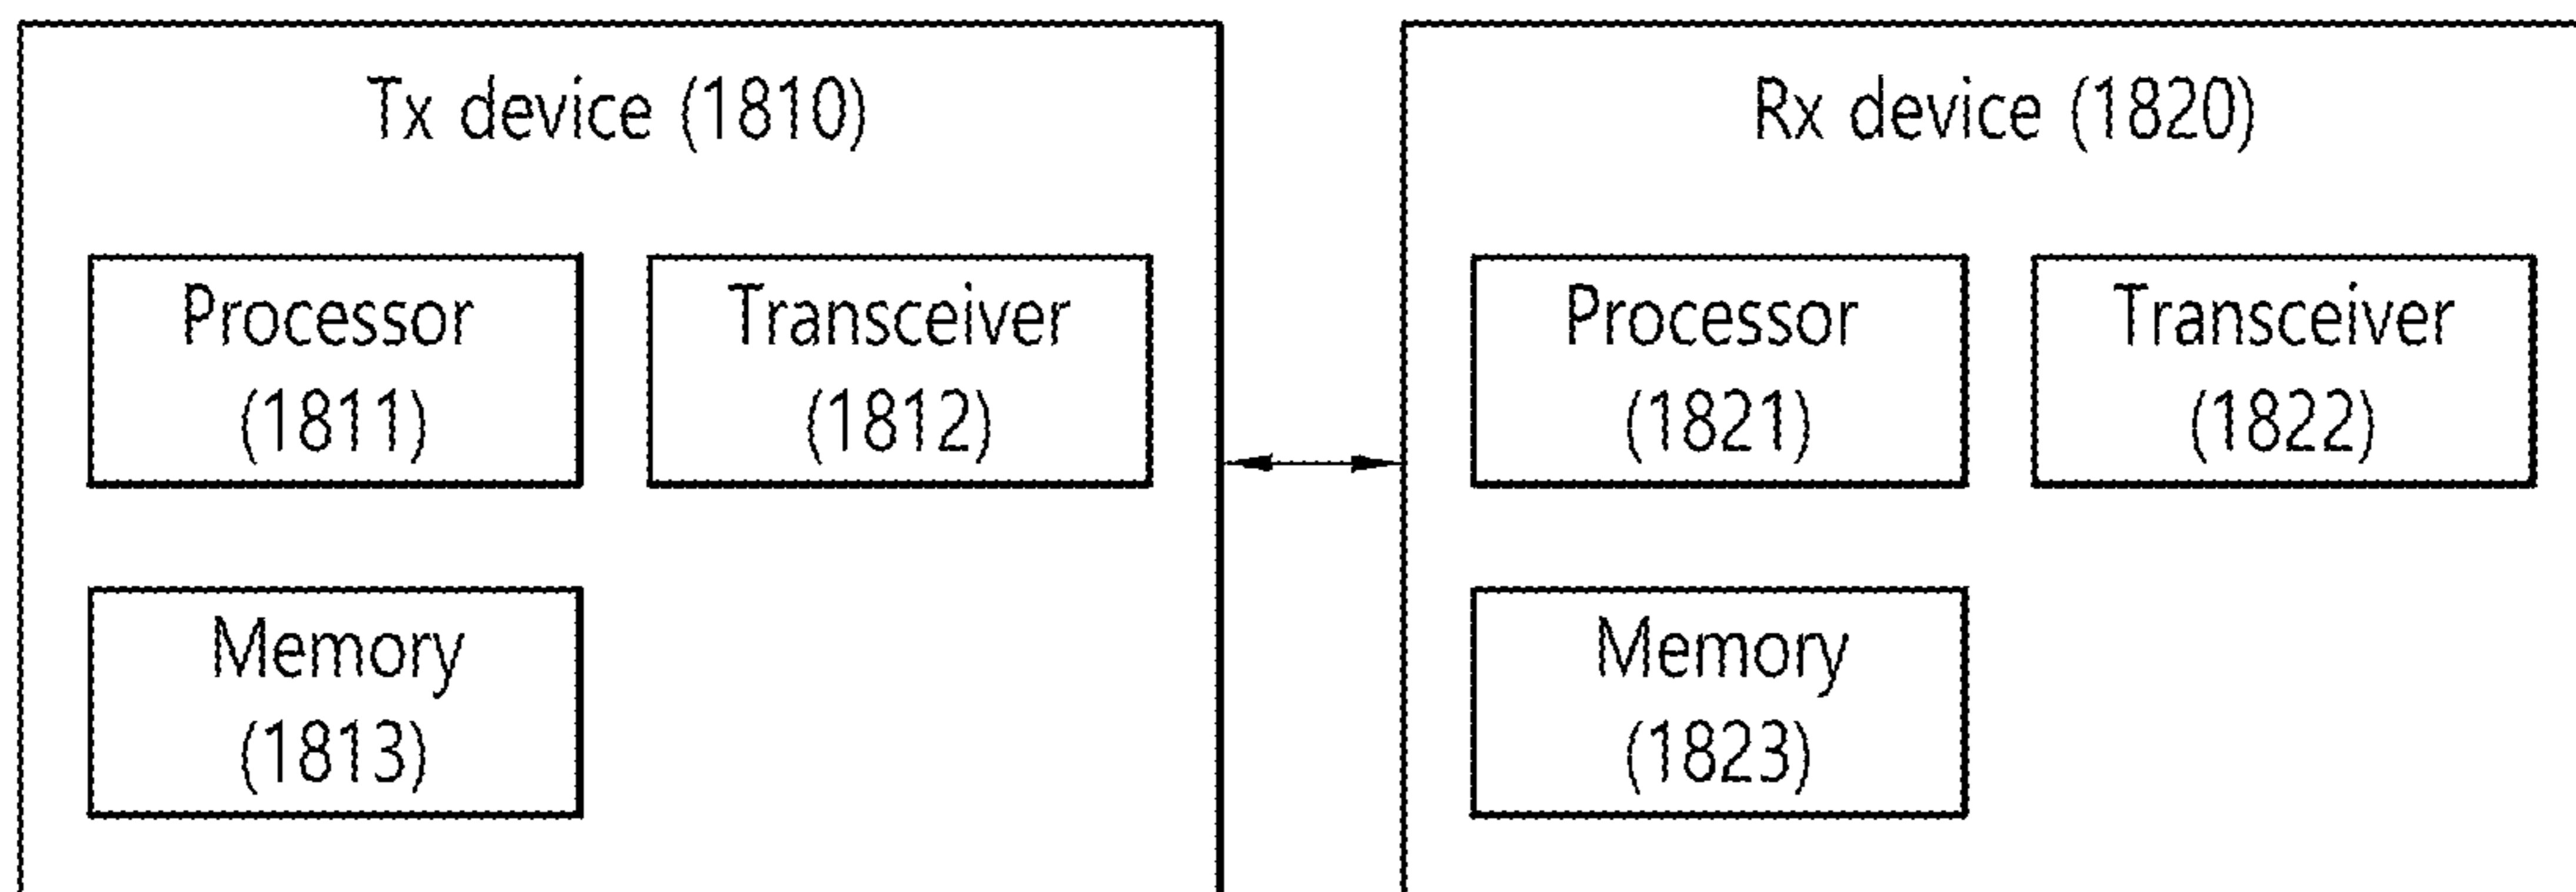 Tx device (1810)
Processor
(1811)
Transceiver
(1812)
Memory
(1813)
Rx device (1820)
Processor
(1821)
Transceiver
(1822)
Memory
(1823)